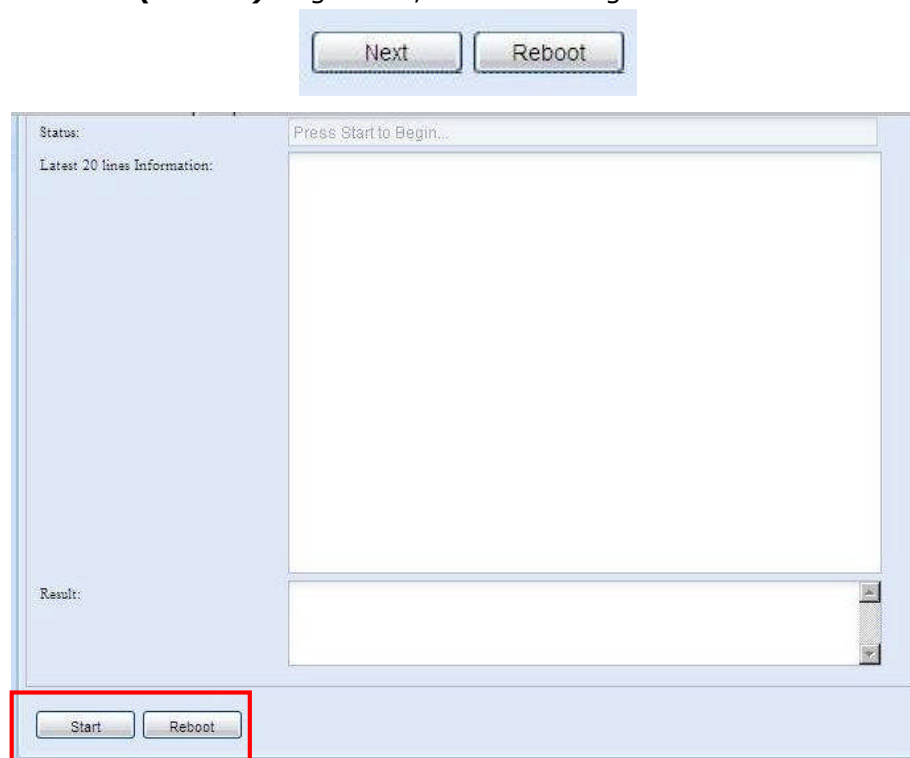 Next Reboot
Status: Press Start to Begin...
Latest 20 lines Information:
Result:
Start Reboot